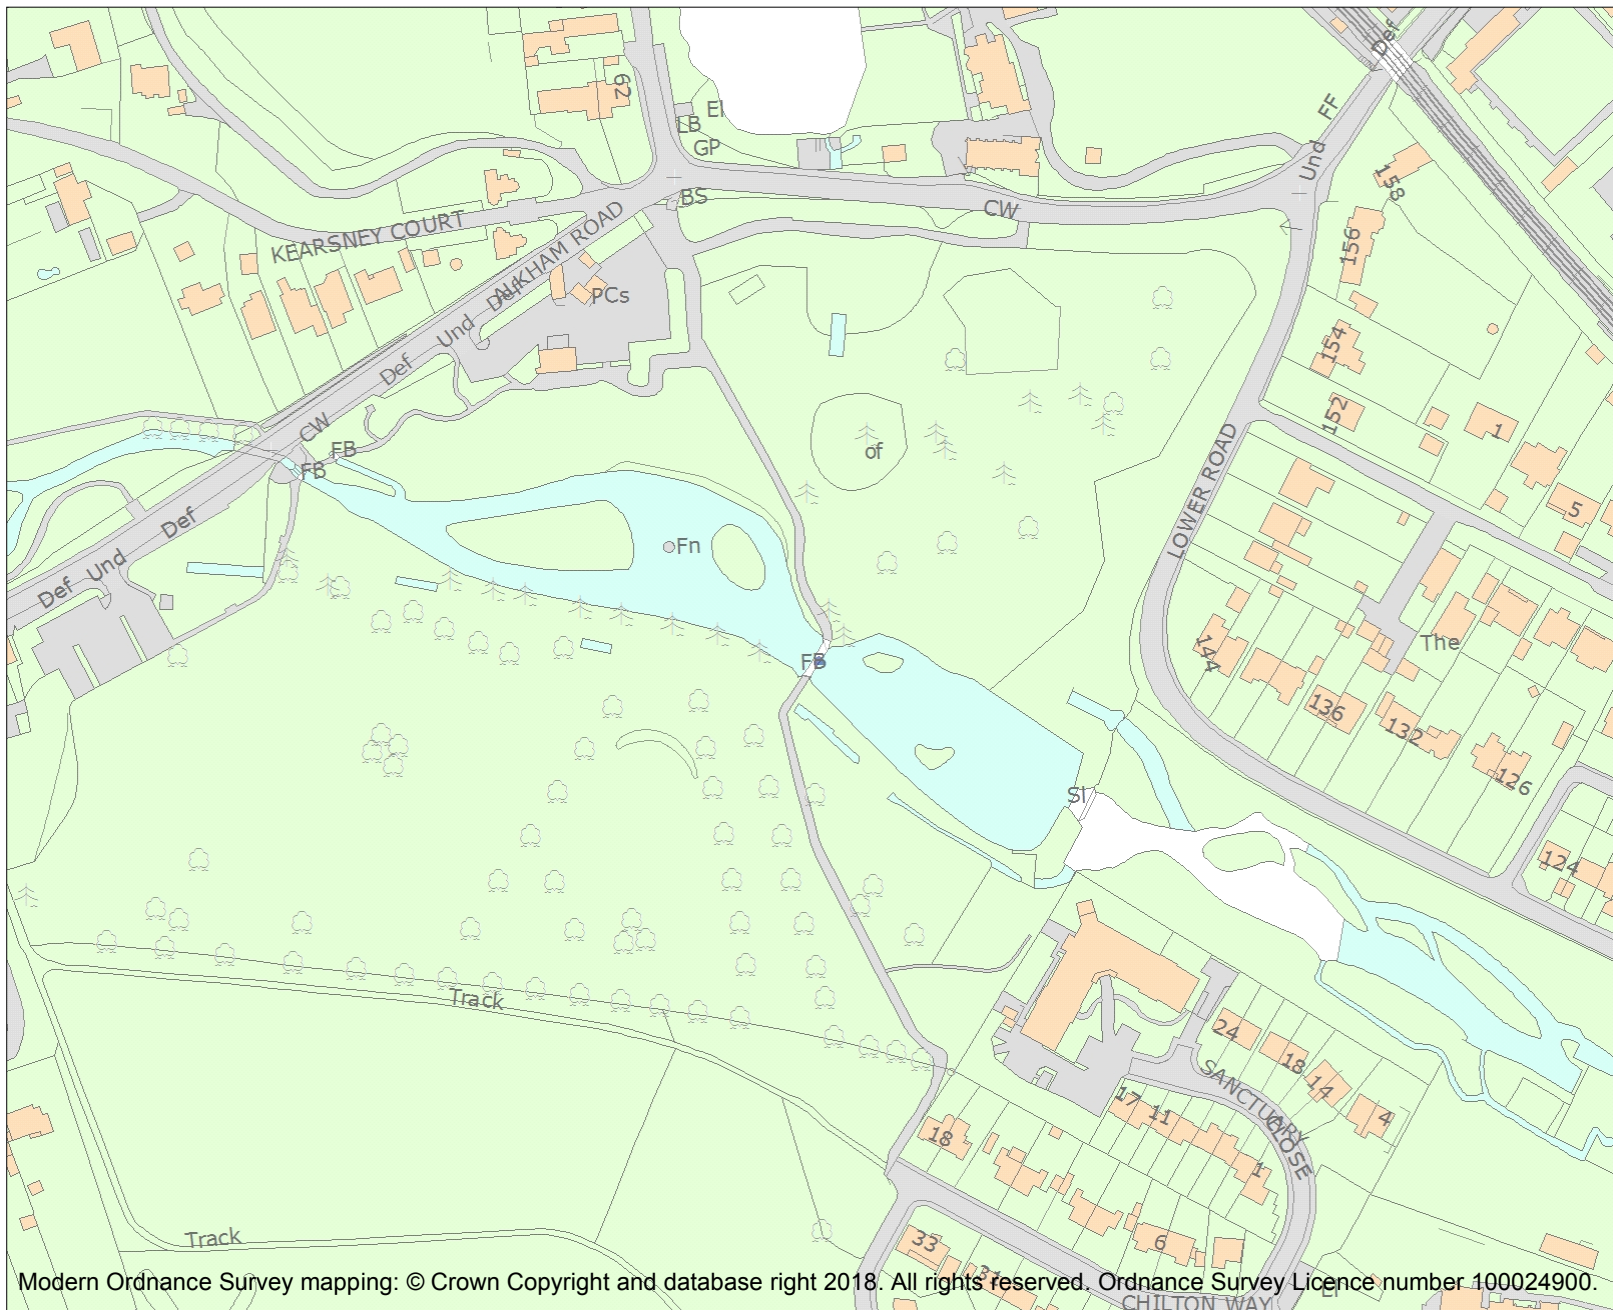 Def
62
El
LB
GP
FF
Und
158
BS
CW
KEARSNEY COURT
ALKHAM ROAD
156
Def
PCs
Und
154
Def
152
1
CW
FB
FB
of
LOWER ROAD
5
Def
Und
Def
Fn
The
144
FB
136
132
126
Sl
124
Track
24
18
14
SANCTUARY
CLOSE
17
11
4
18
1
Track
33
6
31
El
CHILTON WAY
Modern Ordnance Survey mapping: © Crown Copyright and database right 2018. All rights reserved. Ordnance Survey Licence number 100024900.